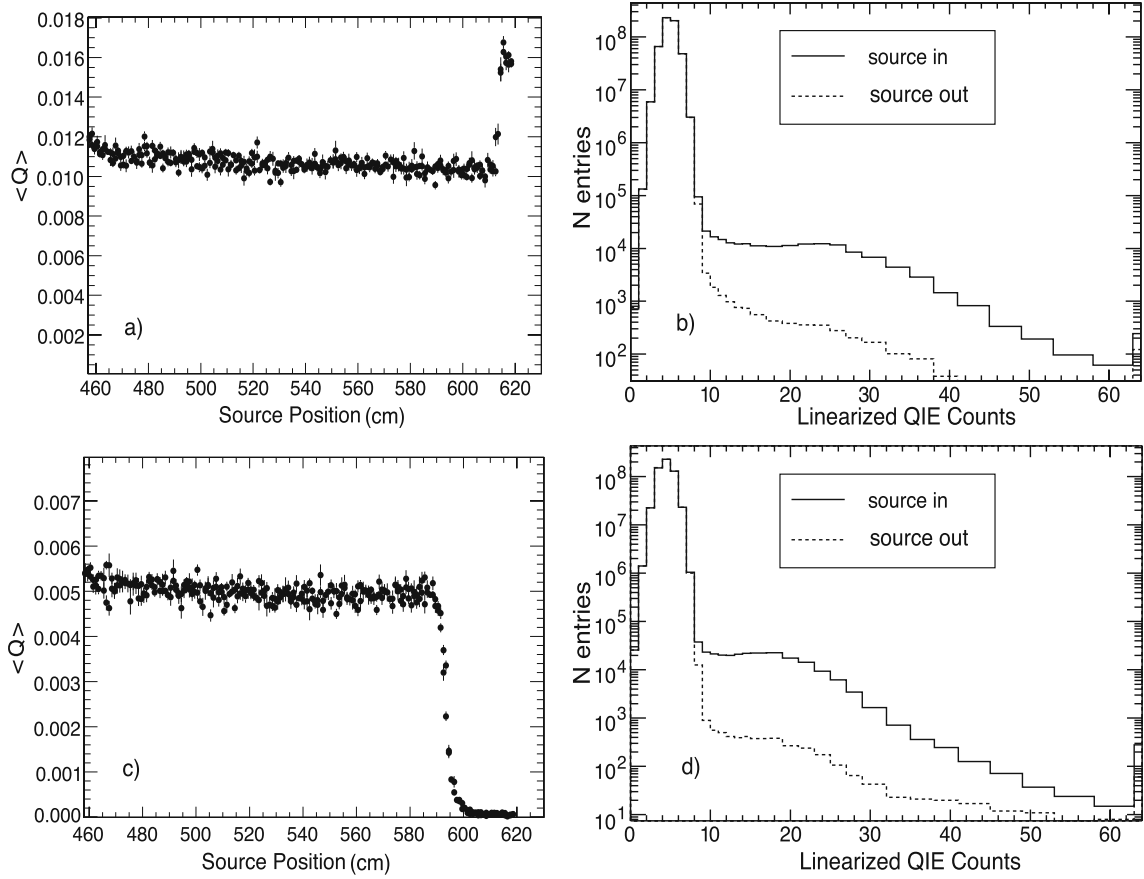 0.018
0.016
0.014
0.012
0.010
0.008
0.006
0.004
0.002
<Q>
a)
460 480 500 520 540 560 580 600 620
Source Position (cm)
10^8
10^7
10^6
10^5
10^4
10^3
10^2
N entries
source in
source out
b)
0 10 20 30 40 50 60
Linearized QIE Counts
0.007
0.006
0.005
0.004
0.003
0.002
0.001
0.000
<Q>
c)
460 480 500 520 540 560 580 600 620
Source Position (cm)
10^8
10^7
10^6
10^5
10^4
10^3
10^2
10^1
N entries
source in
source out
d)
0 10 20 30 40 50 60
Linearized QIE Counts